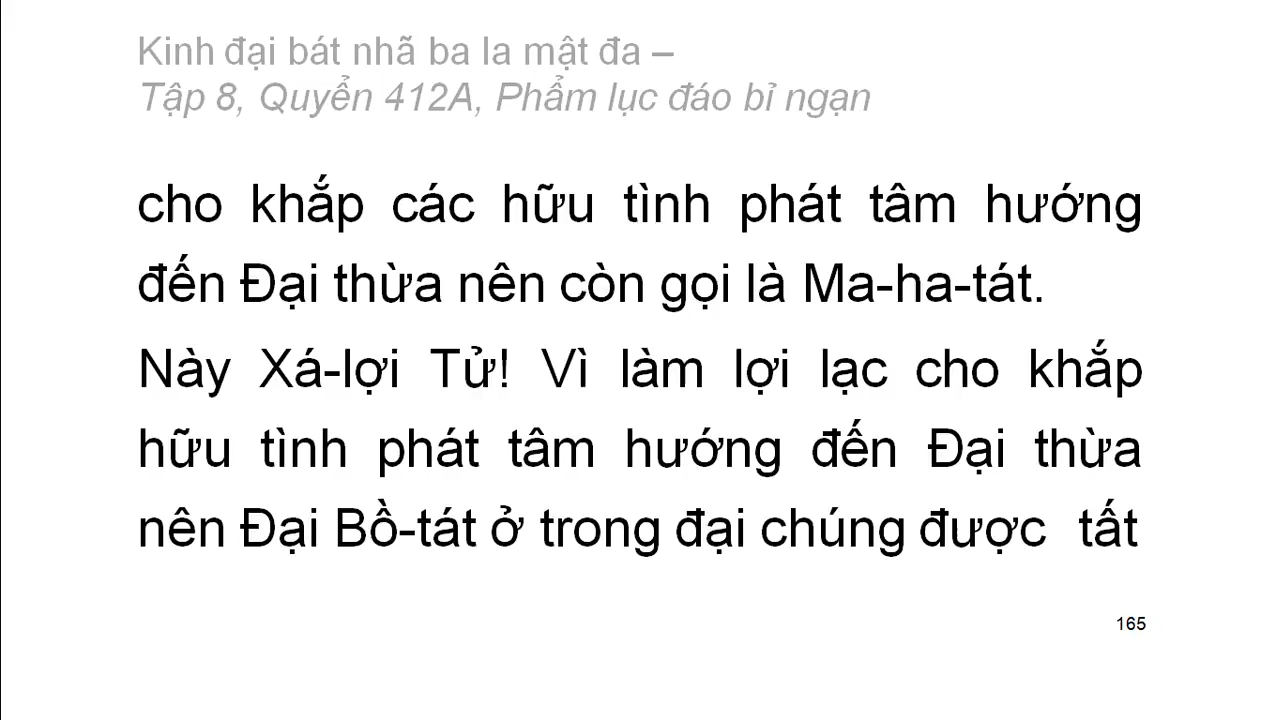 Kinh đại bát nhã ba la mật đa –
Tập 8, Quyển 412A, Phẩm lục đáo bỉ ngạn
cho khắp các hữu tình phát tâm hướng
đến Đại thừa nên còn gọi là Ma-ha-tát.
Này Xá-lợi Tử! Vì làm lợi lạc cho khắp
hữu tình phát tâm hướng đến Đại thừa
nên Đại Bồ-tát ở trong đại chúng được tất
165